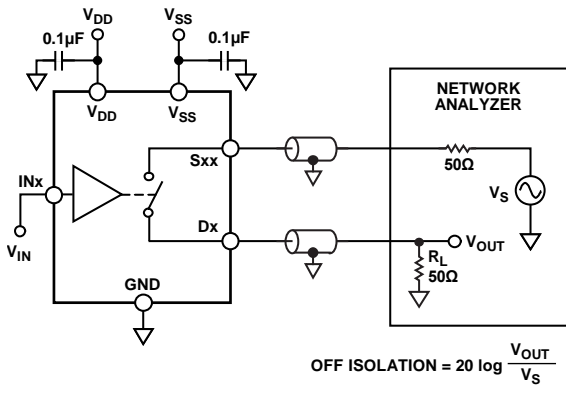 VDD
VSS
0.1µF
0.1µF
VDD
VSS
NETWORK
ANALYZER
Sxx
50Ω
INx
VS
Dx
VOUT
VIN
RL
50Ω
GND
OFF ISOLATION = 20 log VOUT
VS